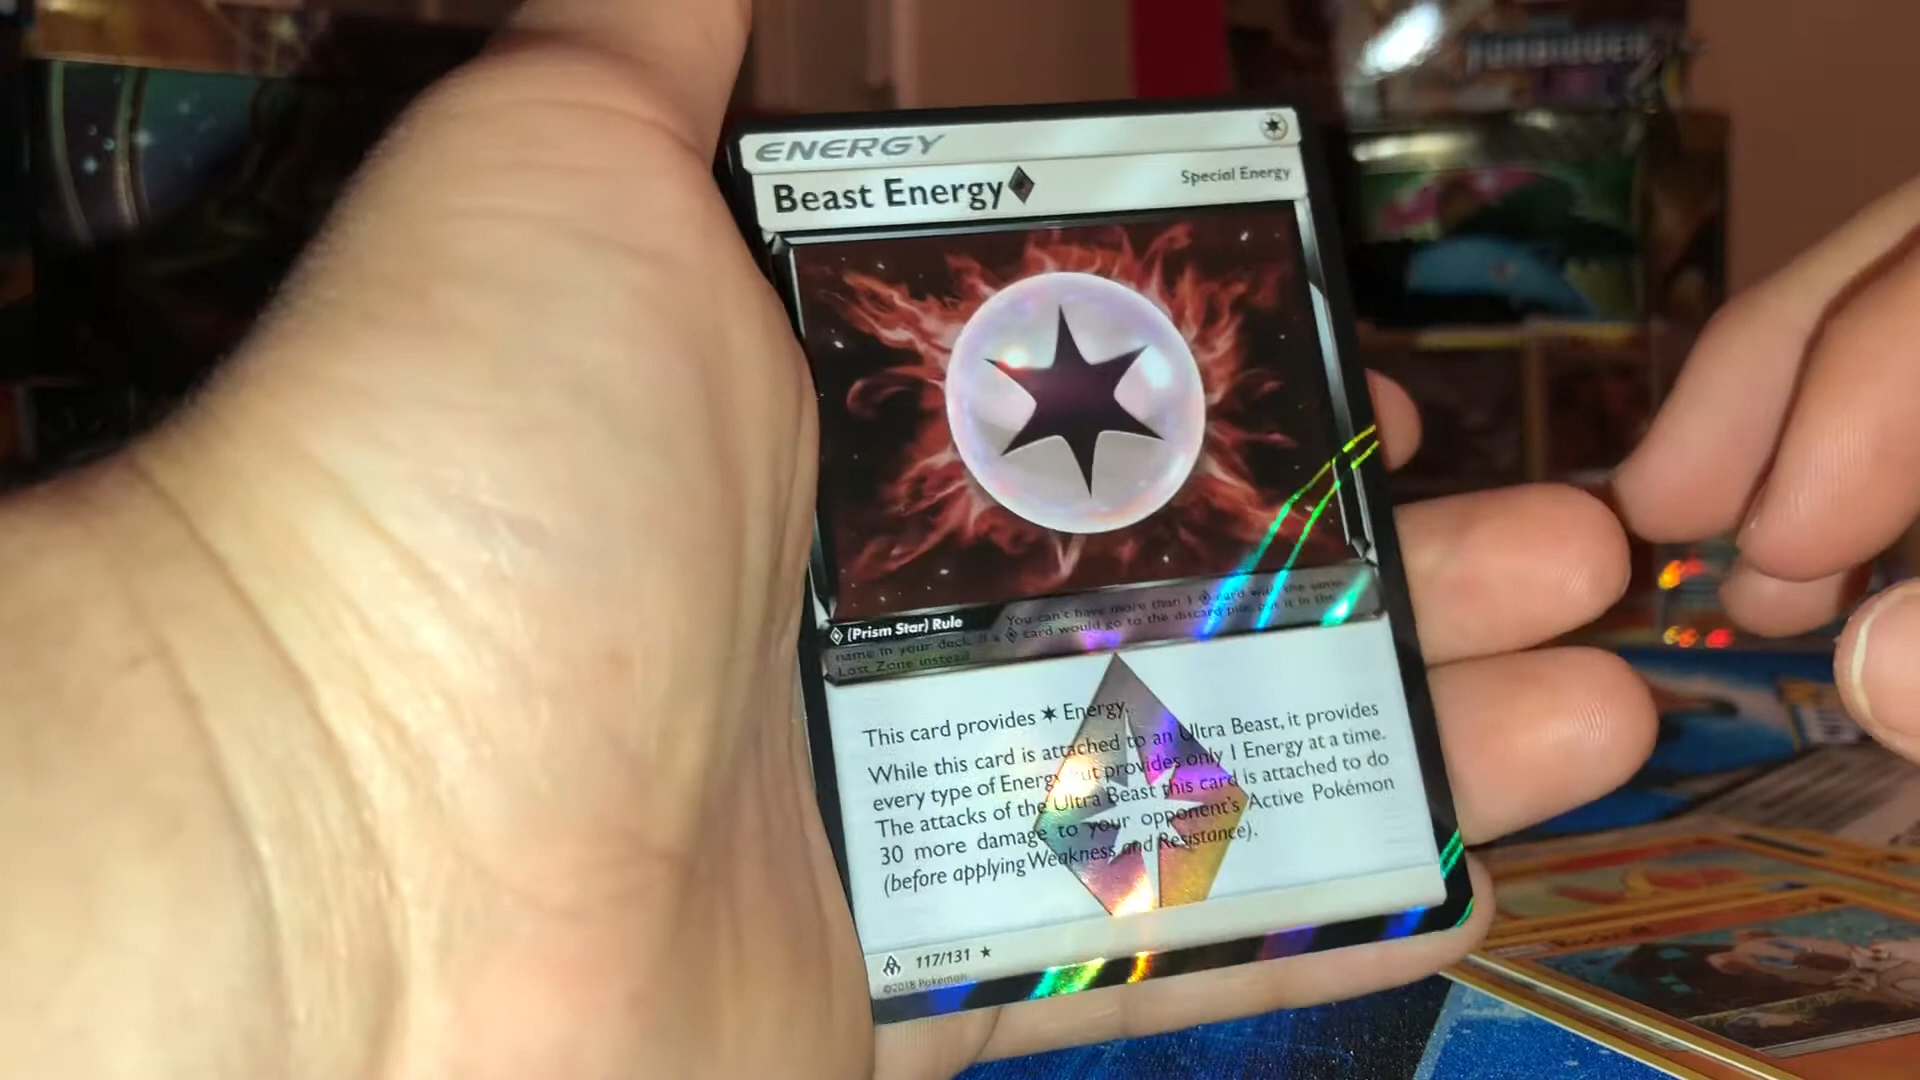 FORBIDDEN
ENERGY
Beast Energy
Special Energy
(Prism Star) Rule You can't have more than 1 card with the same
name in your deck. If a card would go to the discard pile, put it in the
Lost Zone instead.
This card provides Energy.
While this card is attached to an Ultra Beast, it provides
every type of Energy but provides only 1 Energy at a time.
The attacks of the Ultra Beast this card is attached to do
30 more damage to your opponent's Active Pokémon
(before applying Weakness and Resistance).
117/131
©2018 Pokémon